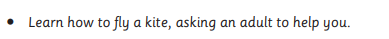 • Learn how to fly a kite, asking an adult to help you.